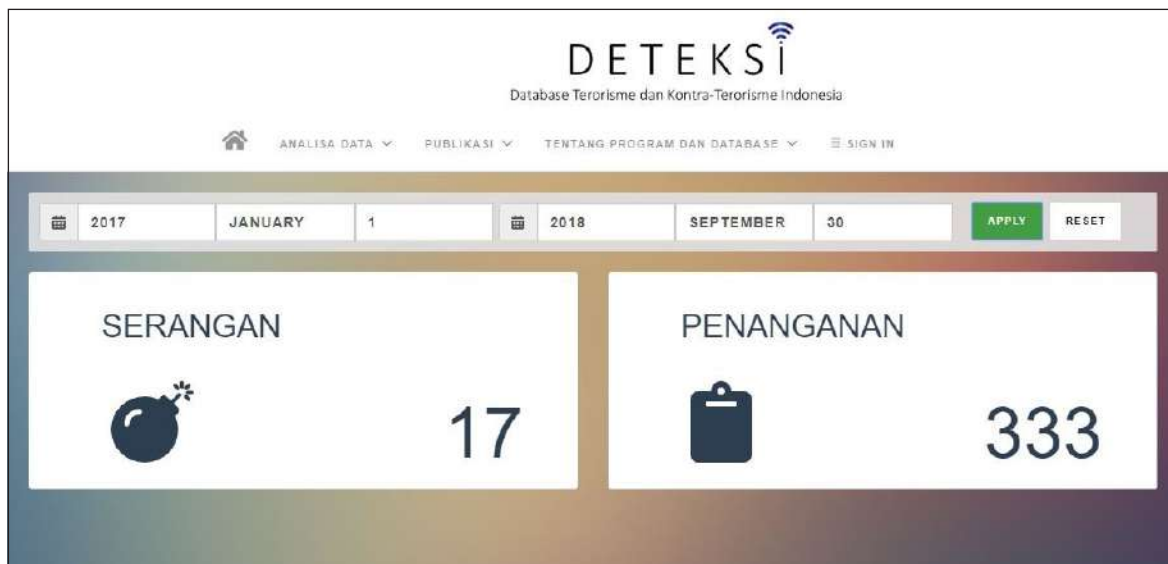 DETEKSI
Database Terorisme dan Kontra-Terorisme Indonesia
ANALISA DATA PUBLIKASI TENTANG PROGRAM DAN DATABASE SIGN IN
2017 JANUARY 1 2018 SEPTEMBER 30 APPLY RESET
SERANGAN
17
PENANGANAN
333